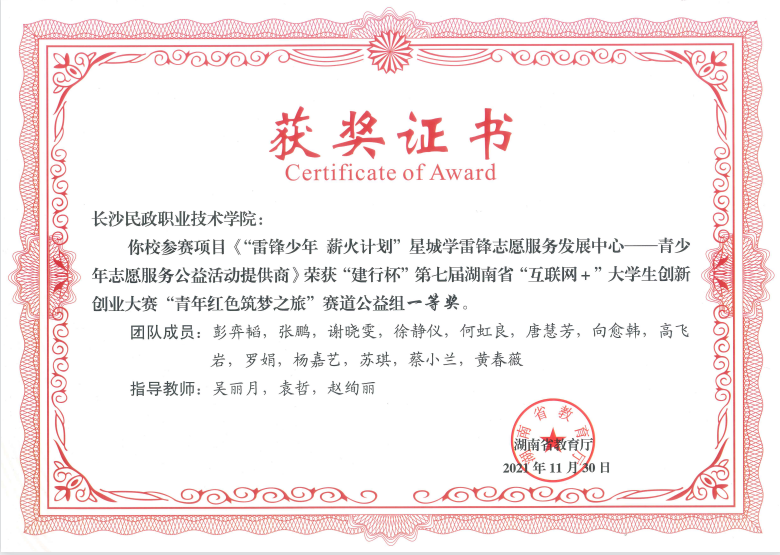 获奖证书
Certificate of Award
长沙民政职业技术学院：
你校参赛项目《“雷锋少年 薪火计划”星城学雷锋志愿服务发展中心——青少
年志愿服务公益活动提供商》荣获“建行杯”第七届湖南省“互联网+”大学生创新
创业大赛“青年红色筑梦之旅”赛道公益组一等奖。
团队成员：彭弈韬，张鹏，谢晓雯，徐静仪，何虹良，唐慧芳，向愈韩，高飞
岩，罗娟，杨嘉艺，苏琪，蔡小兰，黄春薇
指导教师：吴丽月，袁哲，赵绚丽
湖南省教育厅
湖南省教育厅
2021年11月30日